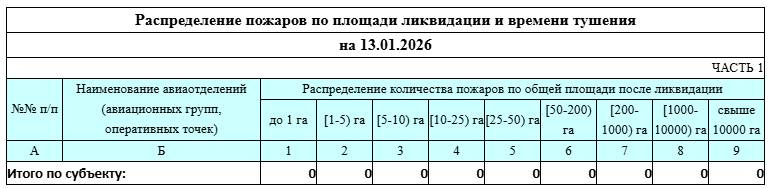 Распределение пожаров по площади ликвидации и времени тушения
на 13.01.2026
ЧАСТЬ 1
№№ п/п
Наименование авиаотделений
(авиационных групп,
оперативных точек)
Распределение количества пожаров по общей площади после ликвидации
до 1 га
[1-5) га
[5-10) га
[10-25) га
[25-50) га
[50-200)
га
[200-
1000) га
[1000-
10000) га
свыше
10000 га
А Б 1 2 3 4 5 6 7 8 9
Итого по субъекту: 0 0 0 0 0 0 0 0 0